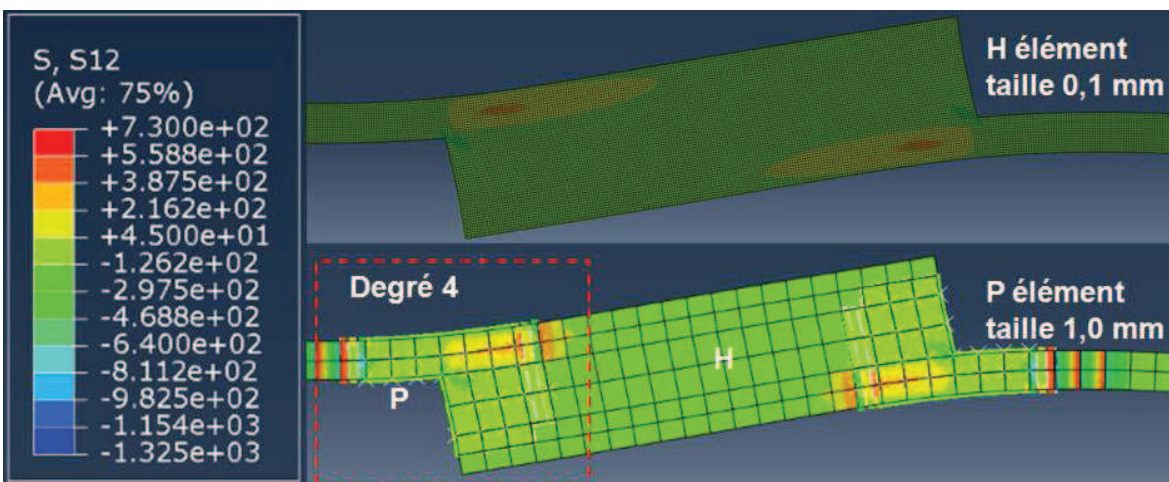 S, S12
(Avg: 75%)
+7.300e+02
+5.588e+02
+3.875e+02
+2.162e+02
+4.500e+01
-1.262e+02
-2.975e+02
-4.688e+02
-6.400e+02
-8.112e+02
-9.825e+02
-1.154e+03
-1.325e+03
H élément
taille 0,1 mm
Degré 4
P élément
taille 1,0 mm
H
P